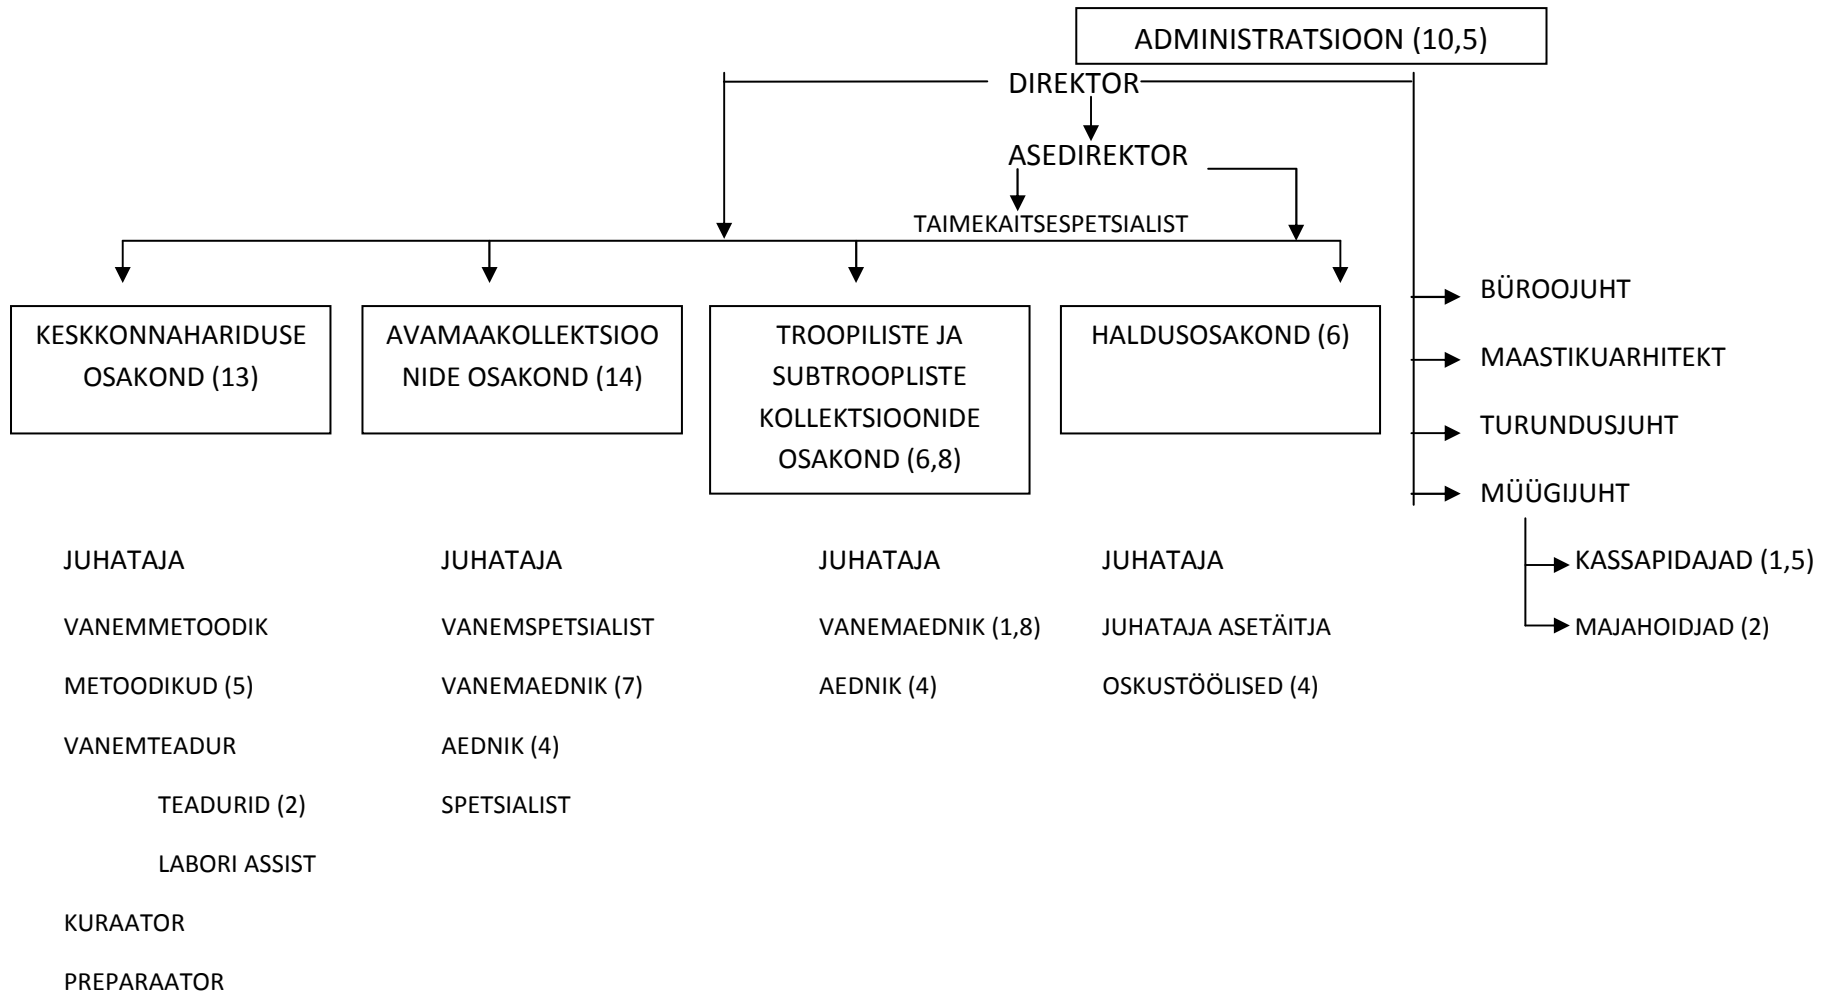 ADMINISTRATSIOON (10,5)
DIREKTOR
ASEDIREKTOR
TAIMEKAITSESPETSIALIST
KESKKONNAHARIDUSE
OSAKOND (13)
AVAMAAKOLLEKTSIOO
NIDE OSAKOND (14)
TROOPILISTE JA
SUBTROOPLISTE
KOLLEKTSIOONIDE
OSAKOND (6,8)
HALDUSOSAKOND (6)
BÜROOJUHT
MAASTIKUARHITEKT
TURUNDUSJUHT
MÜÜGIJUHT
KASSAPIDAJAD (1,5)
MAJAHOIDJAD (2)
JUHATAJA
VANEMMETOODIK
METOODIKUD (5)
VANEMTEADUR
TEADURID (2)
LABORI ASSIST
KURAATOR
PREPARAATOR
JUHATAJA
VANEMSPETSIALIST
VANEMAEDNIK (7)
AEDNIK (4)
SPETSIALIST
JUHATAJA
VANEMAEDNIK (1,8)
AEDNIK (4)
JUHATAJA
JUHATAJA ASETÄITJA
OSKUSTÖÖLISED (4)